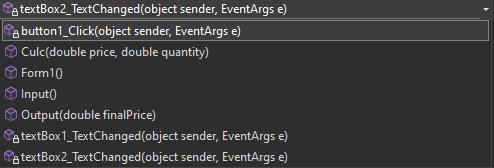 textBox2_TextChanged(object sender, EventArgs e)
button1_Click(object sender, EventArgs e)
Culc(double price, double quantity)
Form1()
Input()
Output(double finalPrice)
textBox1_TextChanged(object sender, EventArgs e)
textBox2_TextChanged(object sender, EventArgs e)